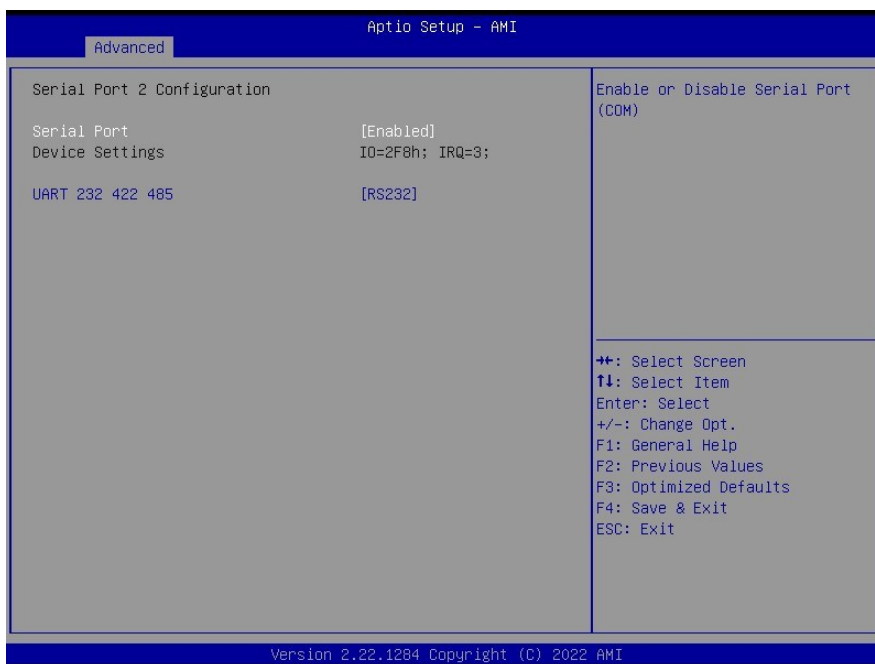 Aptio Setup – AMI
Advanced
Serial Port 2 Configuration
Serial Port [Enabled]
Device Settings IO=2F8h; IRQ=3;
UART 232 422 485 [RS232]
Enable or Disable Serial Port
(COM)
→←: Select Screen
↑↓: Select Item
Enter: Select
+/-: Change Opt.
F1: General Help
F2: Previous Values
F3: Optimized Defaults
F4: Save & Exit
ESC: Exit
Version 2.22.1284 Copyright (C) 2022 AMI